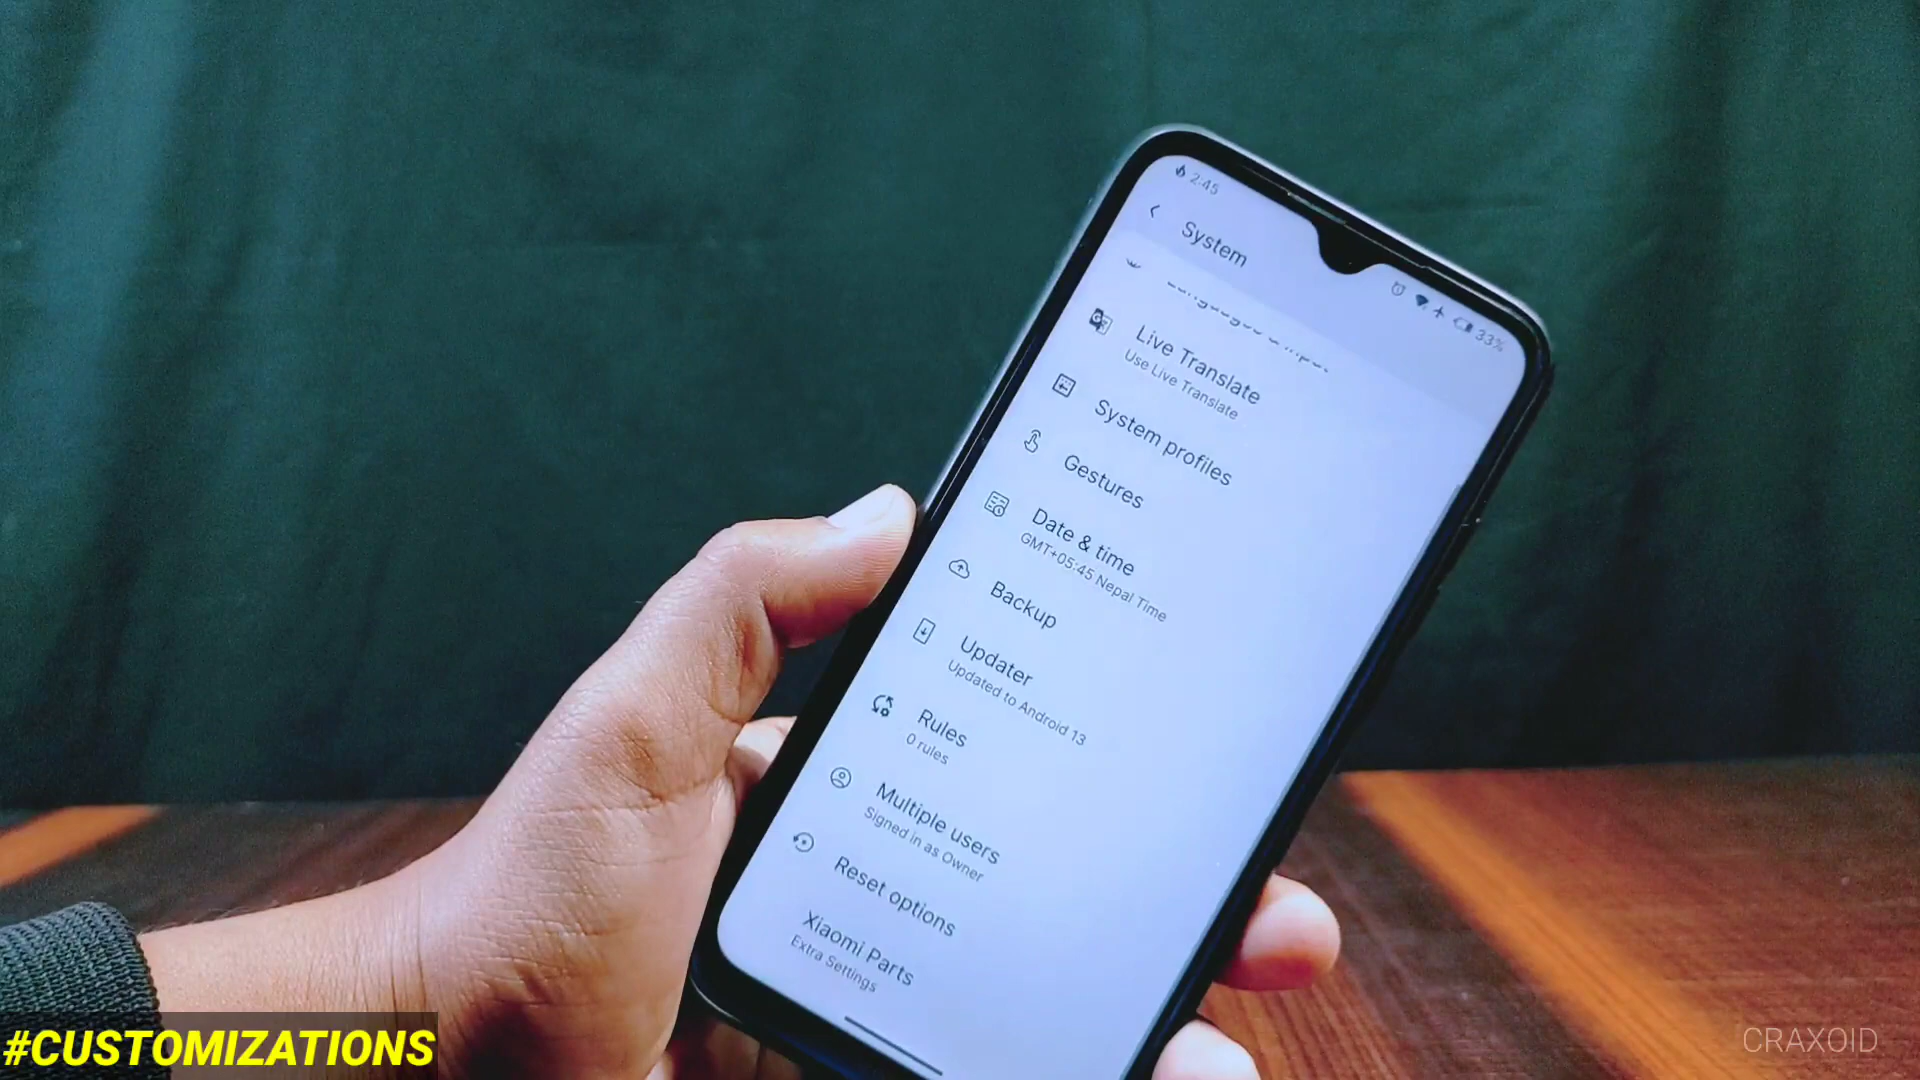 2:45
33%
System
Live Translate
Use Live Translate
System profiles
Gestures
Date & time
GMT+05:45 Nepal Time
Backup
Updater
Updated to Android 13
Rules
0 rules
Multiple users
Signed in as Owner
Reset options
Xiaomi Parts
Extra Settings
#CUSTOMIZATIONS
CRAXOID